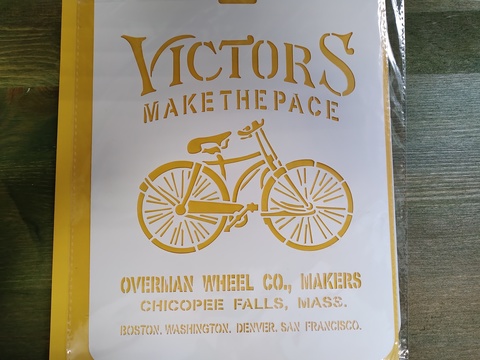 VICTORS
MAKE THE PACE
OVERMAN WHEEL CO., MAKERS
CHICOPEE FALLS, MASS.
BOSTON. WASHINGTON. DENVER. SAN FRANCISCO.